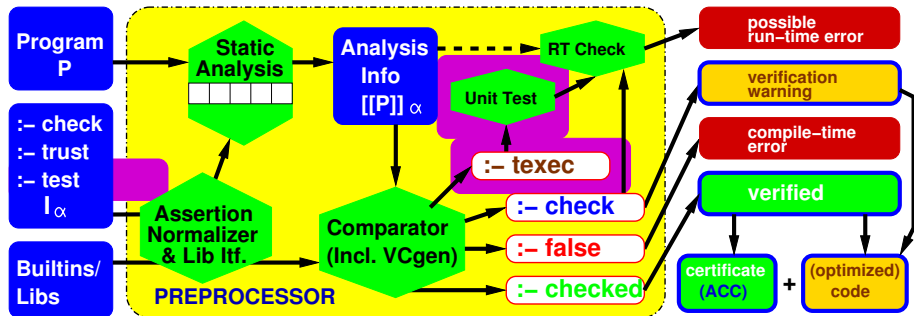 Program
P
:– check
:– trust
:– test
I α
Builtins/
Libs
Static
Analysis
Assertion
Normalizer
& Lib Itf.
PREPROCESSOR
Analysis
Info
[[P]] α
Comparator
(Incl. VCgen)
RT Check
Unit Test
:– texec
:– check
:– false
:– checked
possible
run–time error
verification
warning
compile–time
error
verified
certificate
(ACC)
+
(optimized)
code